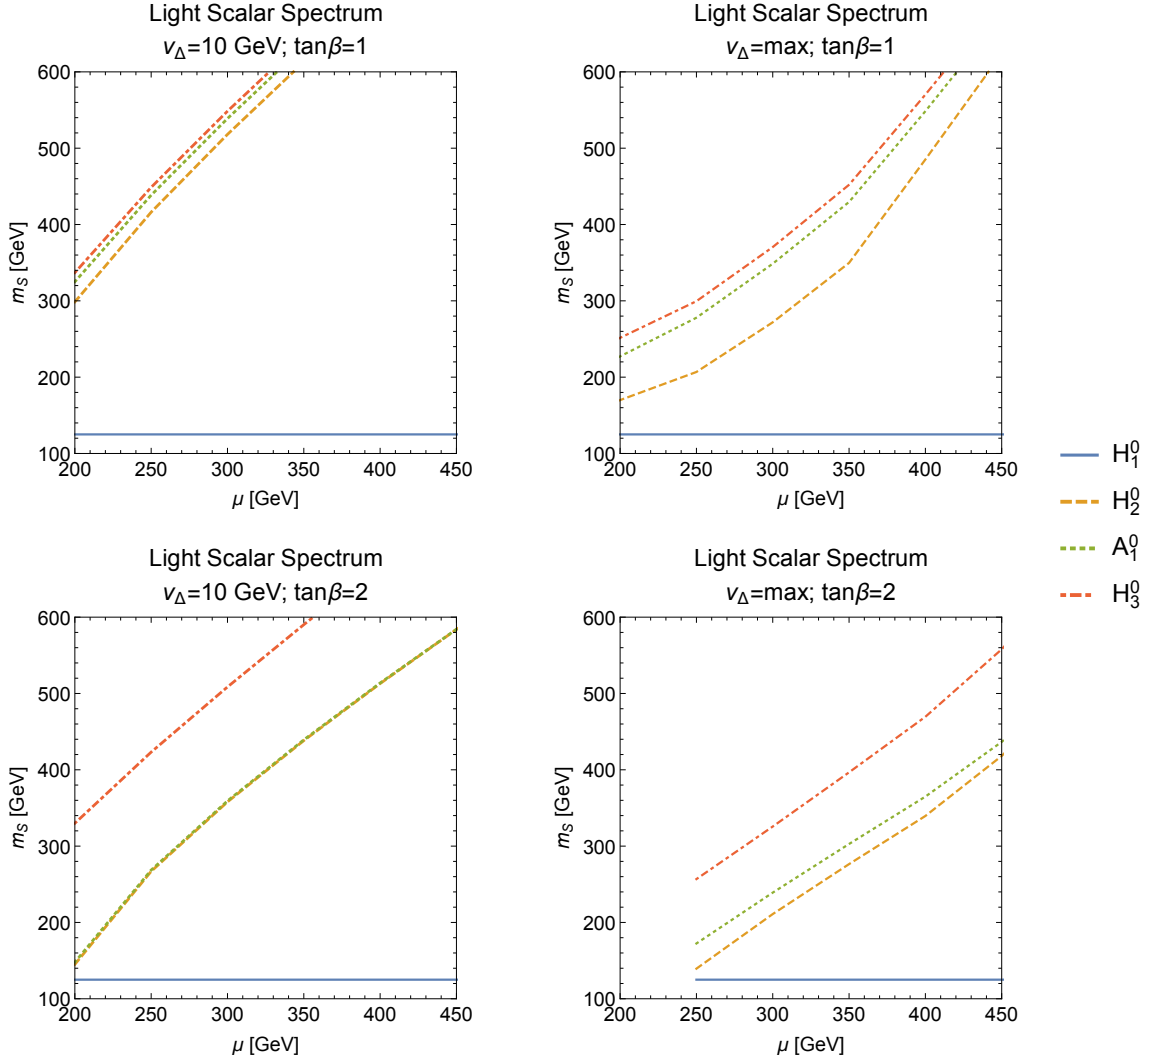 Light Scalar Spectrum
v_Δ=10 GeV; tanβ=1
600
500
400
300
200
100
200 250 300 350 400 450
m_S [GeV]
μ [GeV]
Light Scalar Spectrum
v_Δ=max; tanβ=1
600
500
400
300
200
100
200 250 300 350 400 450
m_S [GeV]
μ [GeV]
Light Scalar Spectrum
v_Δ=10 GeV; tanβ=2
600
500
400
300
200
100
200 250 300 350 400 450
m_S [GeV]
μ [GeV]
Light Scalar Spectrum
v_Δ=max; tanβ=2
600
500
400
300
200
100
200 250 300 350 400 450
m_S [GeV]
μ [GeV]
H_1^0
H_2^0
A_1^0
H_3^0